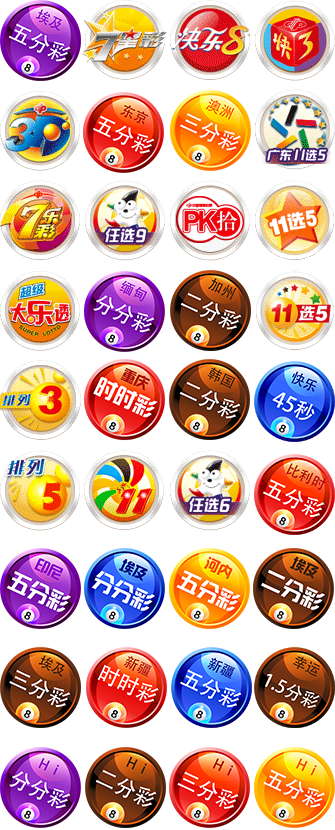 埃及
五分彩
8
7星彩
快乐8
快3
3D
东京
五分彩
8
澳洲
三分彩
8
广东11选5
7乐彩
任选9
PK拾
11选5
超级
大乐透
SUPER LOTTO
缅甸
分分彩
8
加州
二分彩
8
11选5
排列3
重庆
时时彩
8
韩国
二分彩
8
快乐
45秒
8
排列
5
任选6
比利时
五分彩
8
印尼
五分彩
8
埃及
分分彩
8
河内
五分彩
8
埃及
二分彩
8
埃及
三分彩
8
新疆
时时彩
8
新疆
五分彩
8
幸运
1.5分彩
8
Hi
分分彩
8
Hi
二分彩
8
Hi
三分彩
8
Hi
五分彩
8